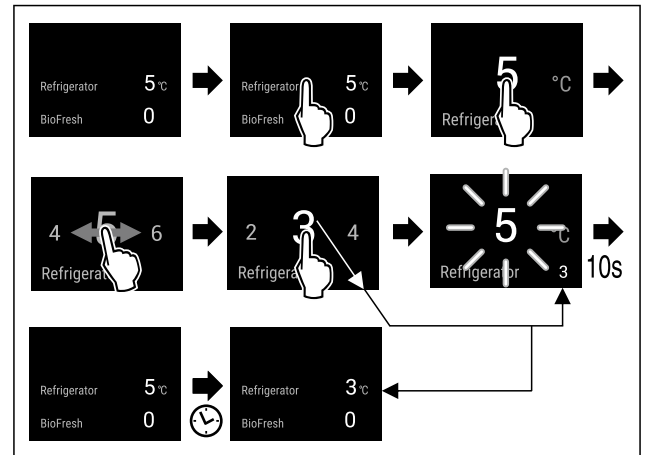 Refrigerator 5 °C
BioFresh 0
Refrigerator 5 °C
BioFresh 0
5 °C
Refriger
4 5 6
Refrigerat
2 3 4
Refrigera
5 °C
Refrigerator 3
10s
Refrigerator 5 °C
BioFresh 0
Refrigerator 3 °C
BioFresh 0